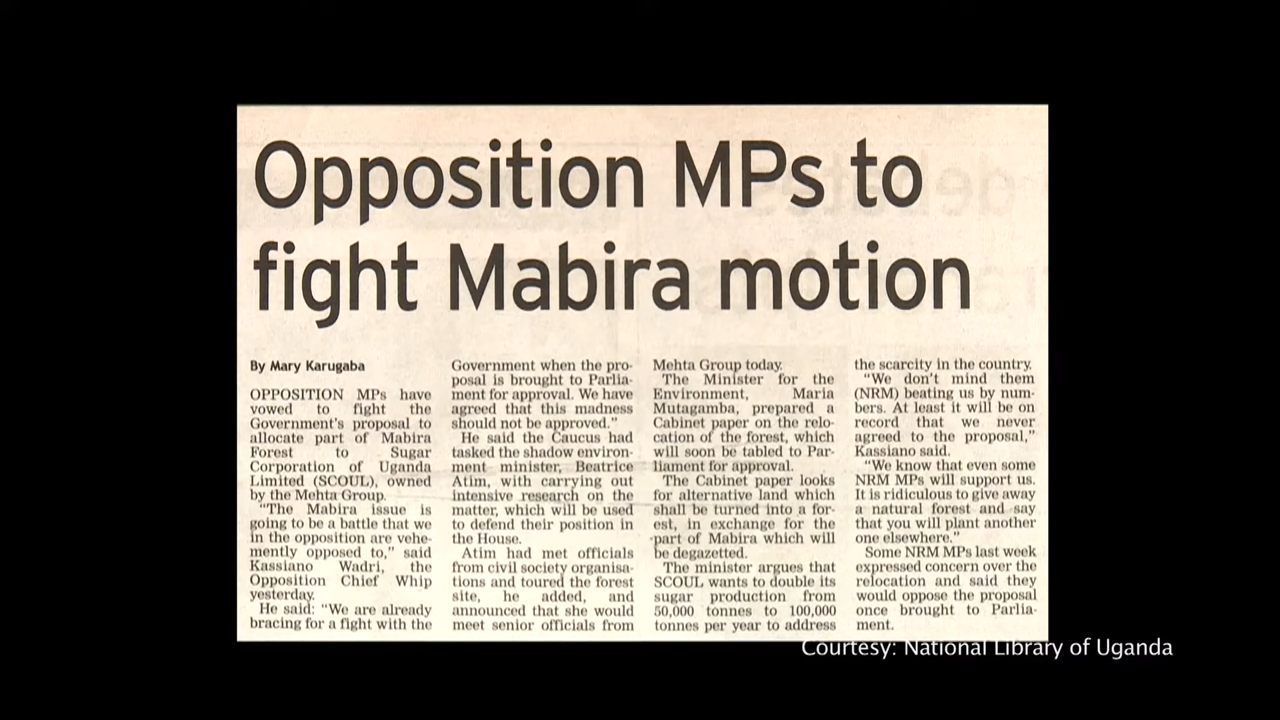 Opposition MPs to
fight Mabira motion
By Mary Karugaba
OPPOSITION MPs have
vowed to fight the
Government's proposal to
allocate part of Mabira
Forest to Sugar
Corporation of Uganda
Limited (SCOUL), owned
by the Mehta Group.
"The Mabira issue is
going to be a battle that we
in the opposition are vehe-
mently opposed to," said
Kassiano Wadri, the
Opposition Chief Whip
yesterday.
He said: "We are already
bracing for a fight with the
Government when the pro-
posal is brought to Parlia-
ment for approval. We have
agreed that this madness
should not be approved."
He said the Caucus had
tasked the shadow environ-
ment minister, Beatrice
Atim, with carrying out
intensive research on the
matter, which will be used
to defend their position in
the House.
Atim had met officials
from civil society organisa-
tions and toured the forest
site, he added, and
announced that she would
meet senior officials from
Mehta Group today.
The Minister for the
Environment, Maria
Mutagamba, prepared a
Cabinet paper on the relo-
cation of the forest, which
will soon be tabled to Par-
liament for approval.
The Cabinet paper looks
for alternative land which
shall be turned into a for-
est, in exchange for the
part of Mabira which will
be degazetted.
The minister argues that
SCOUL wants to double its
sugar production from
50,000 tonnes to 100,000
tonnes per year to address
the scarcity in the country.
"We don't mind them
(NRM) beating us by num-
bers. At least it will be on
record that we never
agreed to the proposal,"
Kassiano said.
"We know that even some
NRM MPs will support us.
It is ridiculous to give away
a natural forest and say
that you will plant another
one elsewhere."
Some NRM MPs last week
expressed concern over the
relocation and said they
would oppose the proposal
once brought to Parlia-
ment.
Courtesy: National Library of Uganda